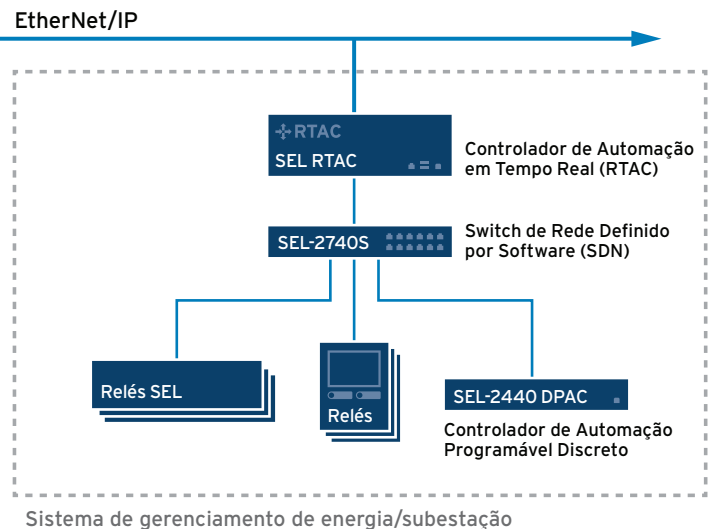 EtherNet/IP
RTAC
SEL RTAC
Controlador de Automação
em Tempo Real (RTAC)
SEL-2740S
Switch de Rede Definido
por Software (SDN)
Relés SEL
Relés
SEL-2440 DPAC
Controlador de Automação
Programável Discreto
Sistema de gerenciamento de energia/subestação